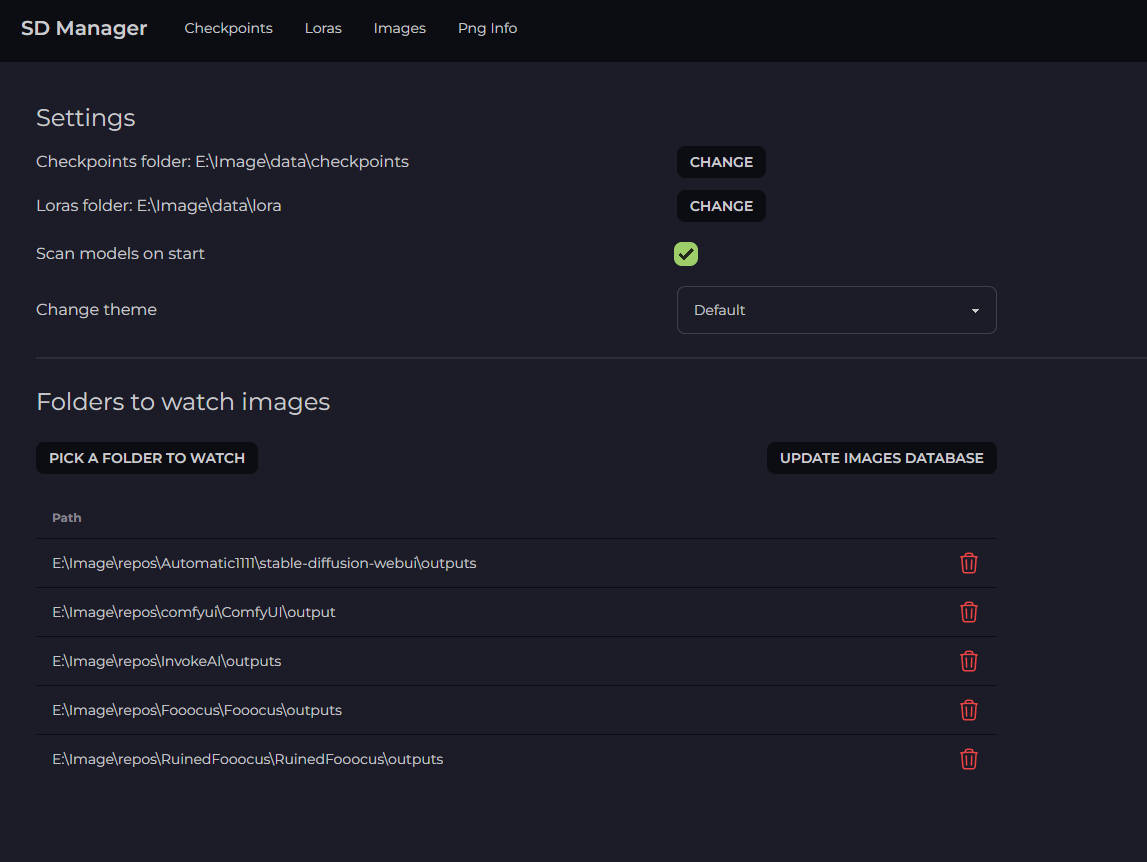 SD Manager Checkpoints Loras Images Png Info
Settings
Checkpoints folder: E:\Image\data\checkpoints CHANGE
Loras folder: E:\Image\data\lora CHANGE
Scan models on start
Change theme Default
Folders to watch images
PICK A FOLDER TO WATCH UPDATE IMAGES DATABASE
Path
E:\Image\repos\Automatic1111\stable-diffusion-webui\outputs
E:\Image\repos\comfyui\ComfyUI\output
E:\Image\repos\InvokeAI\outputs
E:\Image\repos\Fooocus\Fooocus\outputs
E:\Image\repos\RuinedFooocus\RuinedFooocus\outputs